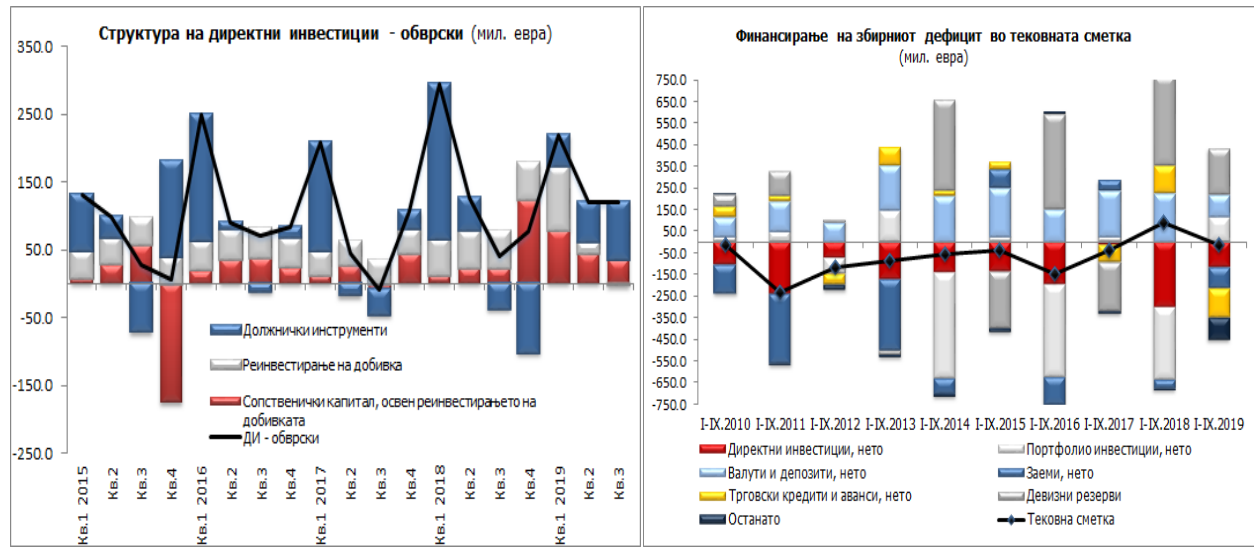 Структура на директни инвестиции - обврски (мил. евра)
350.0
250.0
150.0
50.0
-50.0
-150.0
-250.0
Должнички инструменти
Реинвестирање на добивка
Сопственички капитал, освен реинвестирањето на
добивката
ДИ - обврски
Кв.1 2015
Кв.2
Кв.3
Кв.4
Кв.1 2016
Кв.2
Кв.3
Кв.4
Кв.1 2017
Кв.2
Кв.3
Кв.4
Кв.1 2018
Кв.2
Кв.3
Кв.4
Кв.1 2019
Кв.2
Кв.3
Финансирање на збирниот дефицит во тековната сметка
(мил. евра)
750.0
650.0
550.0
450.0
350.0
250.0
150.0
50.0
-50.0
-150.0
-250.0
-350.0
-450.0
-550.0
-650.0
-750.0
I-IX.2010 I-IX.2011 I-IX.2012 I-IX.2013 I-IX.2014 I-IX.2015 I-IX.2016 I-IX.2017 I-IX.2018 I-IX.2019
Директни инвестиции, нето
Портфолио инвестиции, нето
Валути и депозити, нето
Заеми, нето
Трговски кредити и аванси, нето
Девизни резерви
Останато
Тековна сметка